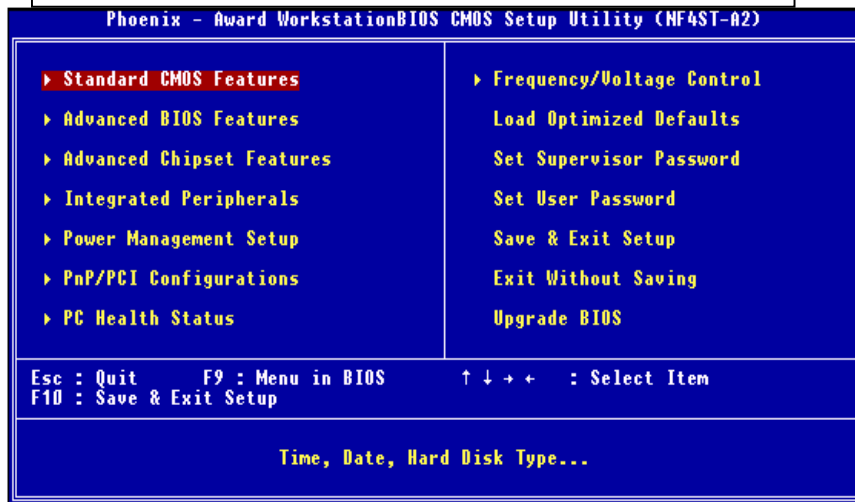 Phoenix - Award WorkstationBIOS CMOS Setup Utility (NF4ST-A2)
▸ Standard CMOS Features
▸ Advanced BIOS Features
▸ Advanced Chipset Features
▸ Integrated Peripherals
▸ Power Management Setup
▸ PnP/PCI Configurations
▸ PC Health Status
▸ Frequency/Voltage Control
Load Optimized Defaults
Set Supervisor Password
Set User Password
Save & Exit Setup
Exit Without Saving
Upgrade BIOS
Esc : Quit F9 : Menu in BIOS ↑ ↓ → ← : Select Item
F10 : Save & Exit Setup
Time, Date, Hard Disk Type...